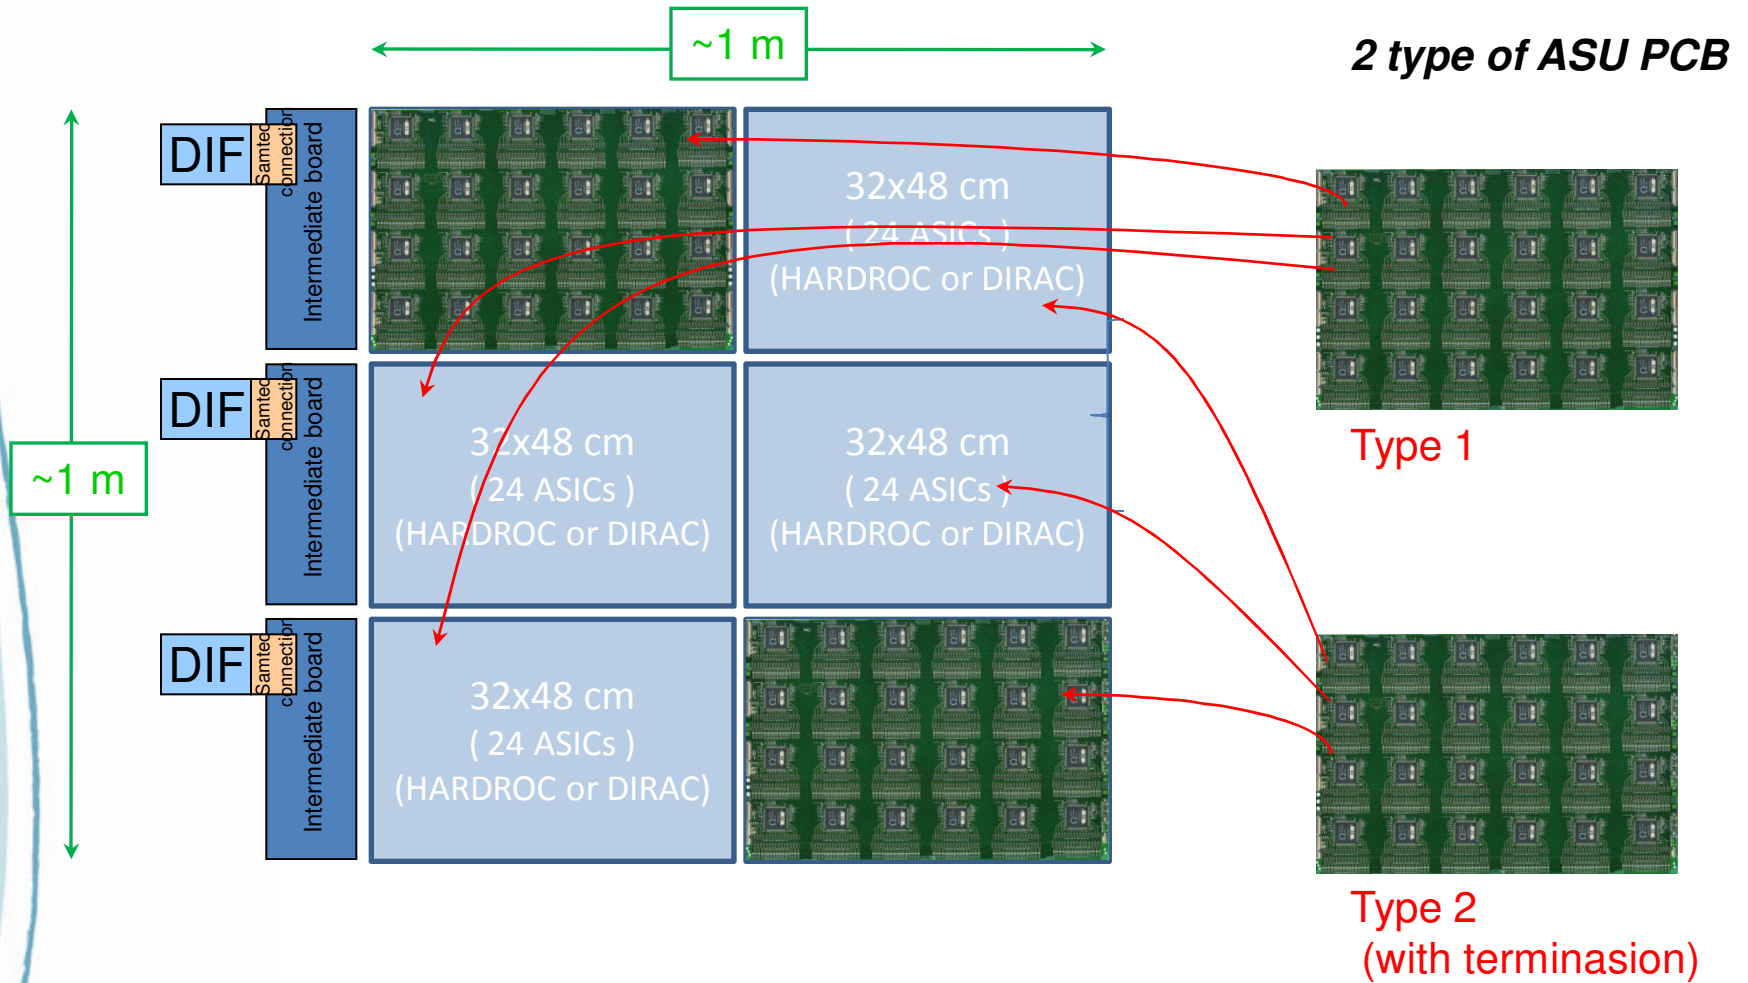 ~1 m
2 type of ASU PCB
DIF
Samtec
connection
Intermediate board
32x48 cm
( 24 ASICs )
(HARDROC or DIRAC)
Type 1
~1 m
DIF
Samtec
connection
Intermediate board
32x48 cm
( 24 ASICs )
(HARDROC or DIRAC)
32x48 cm
( 24 ASICs )
(HARDROC or DIRAC)
DIF
Samtec
connection
Intermediate board
32x48 cm
( 24 ASICs )
(HARDROC or DIRAC)
Type 2
(with terminasion)